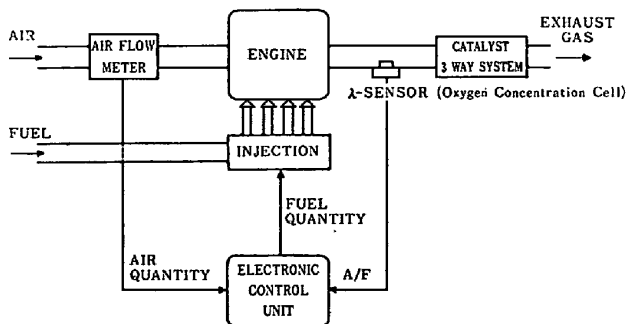 AIR
AIR FLOW
METER
ENGINE
CATALYST
3 WAY SYSTEM
EXHAUST
GAS
λ-SENSOR (Oxygen Concentration Cell)
FUEL
INJECTION
FUEL
QUANTITY
AIR
QUANTITY
ELECTRONIC
CONTROL
UNIT
A/F